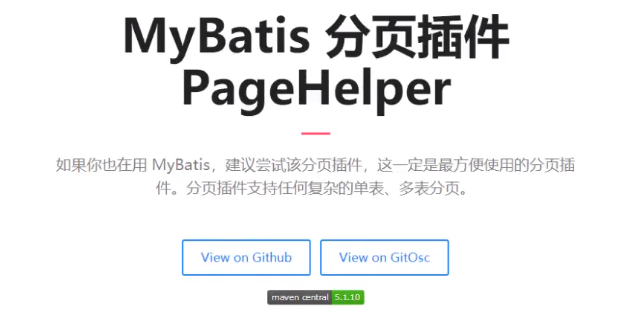 MyBatis 分页插件
PageHelper
如果你也在用 MyBatis，建议尝试该分页插件，这一定是最方便使用的分页插
件。分页插件支持任何复杂的单表、多表分页。
View on Github View on GitOsc
maven central 5.1.10